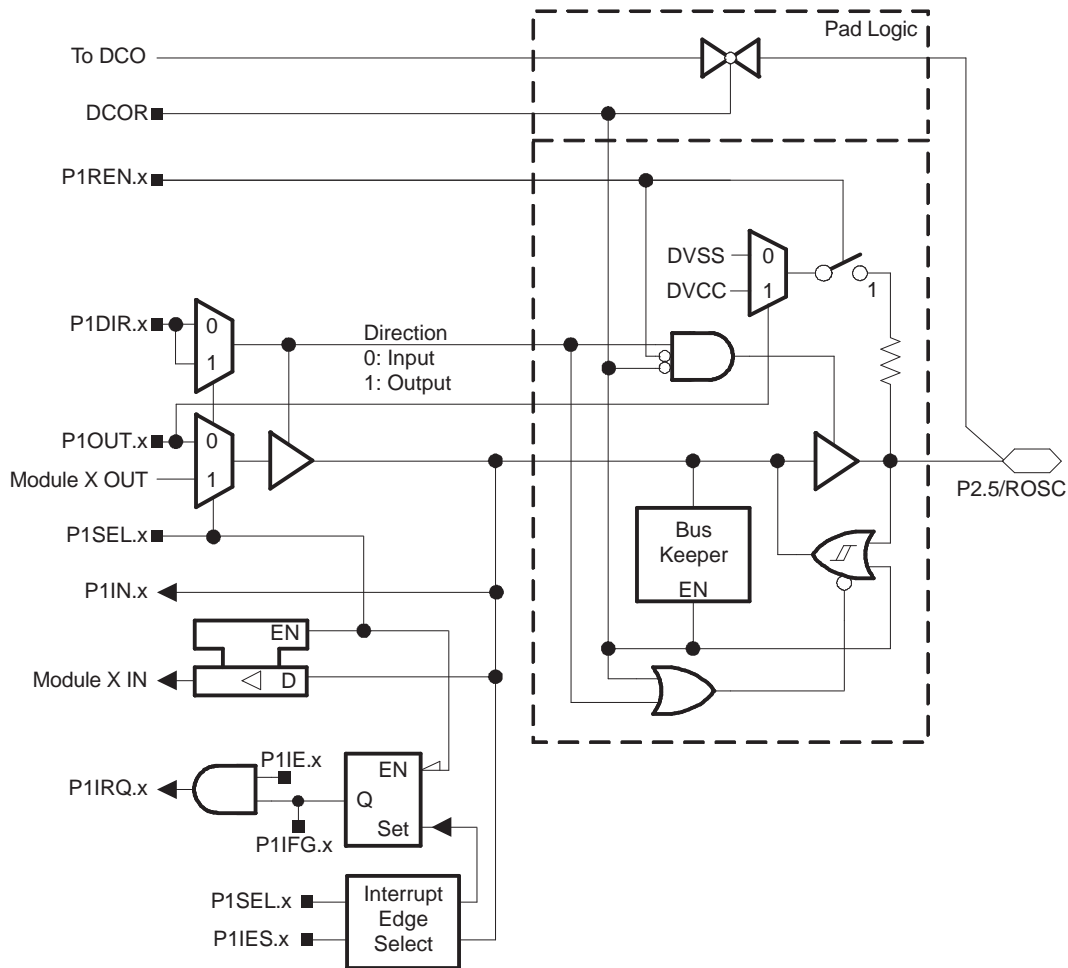 Pad Logic
To DCO
DCOR
P1REN.x
DVSS
0
DVCC
1
1
P1DIR.x
0
1
Direction
0: Input
1: Output
P1OUT.x
0
Module X OUT
1
P2.5/ROSC
P1SEL.x
Bus
Keeper
EN
P1IN.x
EN
Module X IN
D
P1IE.x
EN
P1IRQ.x
Q
Set
P1IFG.x
P1SEL.x
P1IES.x
Interrupt
Edge
Select